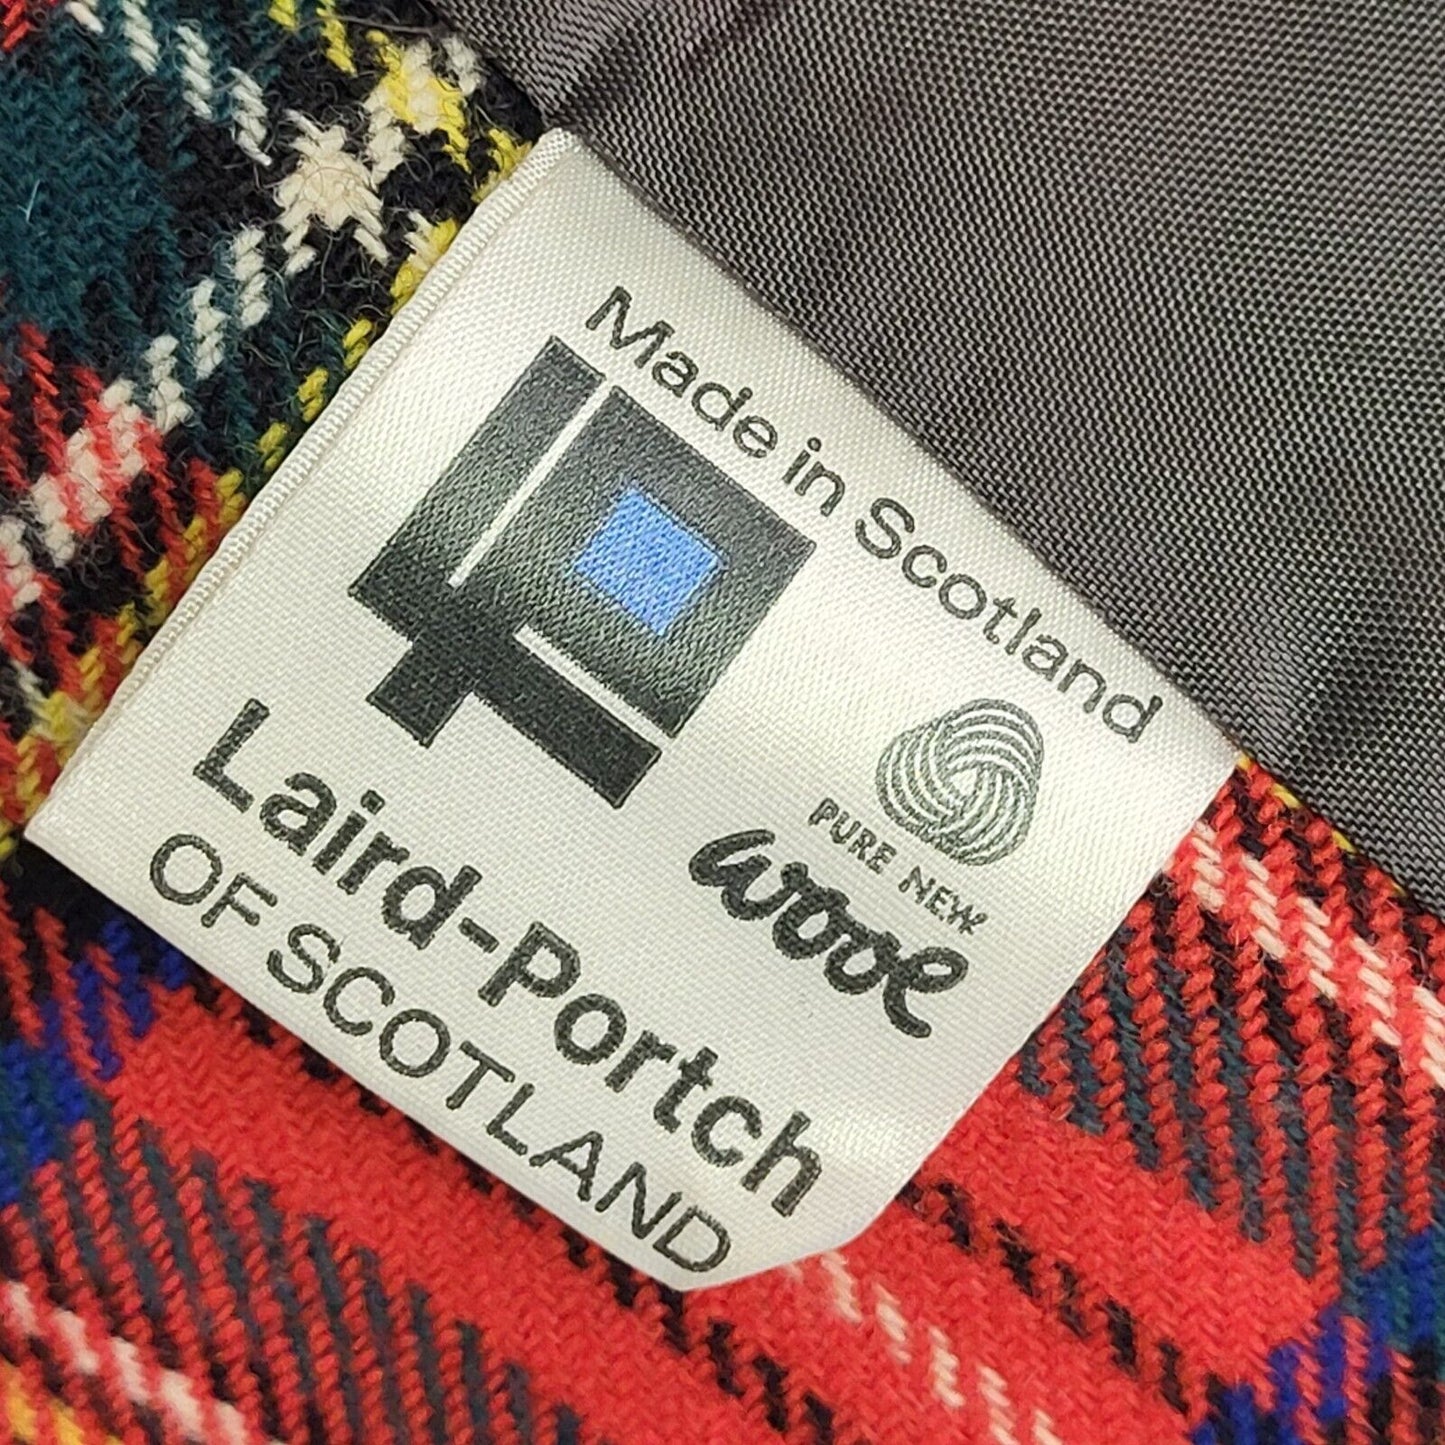 Made in Scotland
PURE NEW
wool
Laird-Portch
OF SCOTLAND